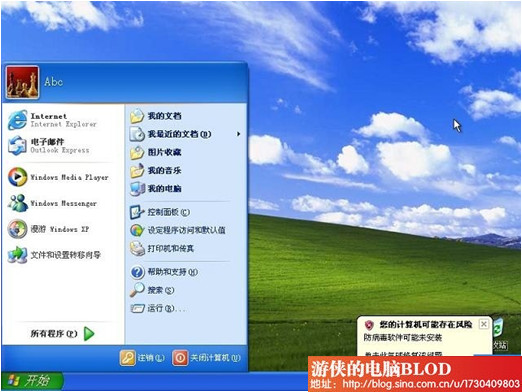 Abc
Internet
Internet Explorer
电子邮件
Outlook Express
Windows Media Player
Windows Messenger
漫游 Windows XP
文件和设置转移向导
所有程序(P)
我的文档
我最近的文档(D)
图片收藏
我的音乐
我的电脑
控制面板(C)
设定程序访问和默认值
打印机和传真
帮助和支持(H)
搜索(S)
运行(R)...
注销(L)
关闭计算机(U)
开始
您的计算机可能存在风险
防病毒软件可能未安装
游侠的电脑BLOD
地址：http://blog.sina.com.cn/u/1730409803